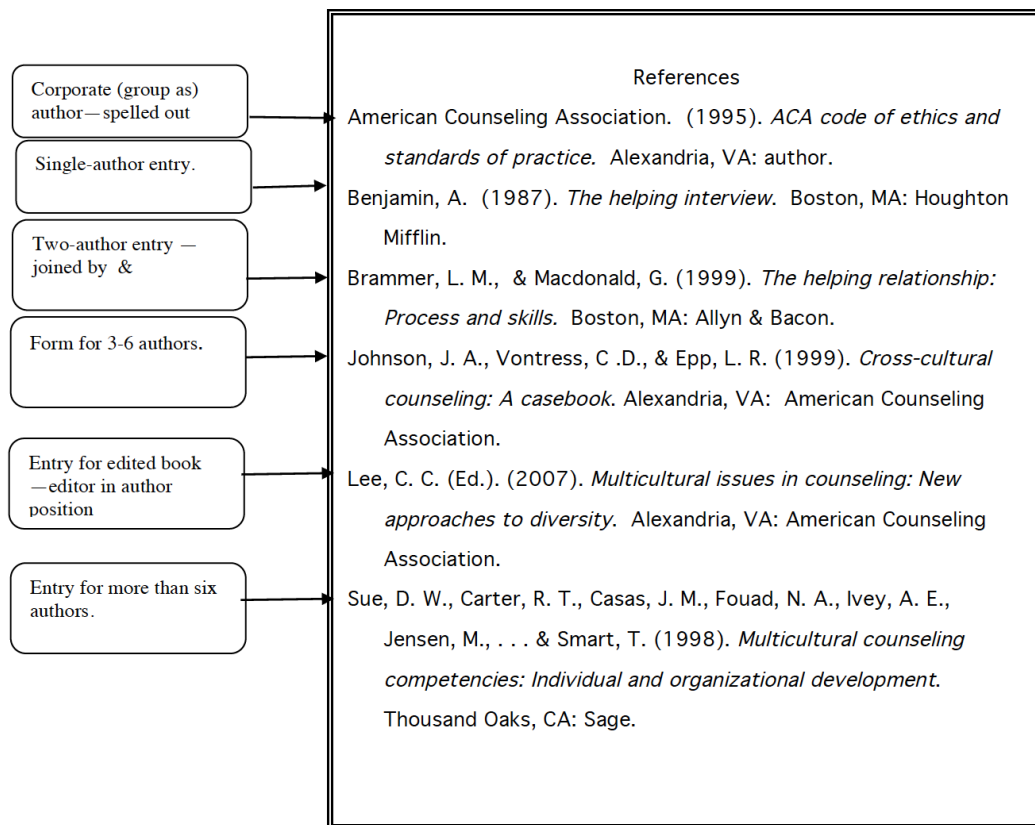 Corporate (group as)
author—spelled out
Single-author entry.
Two-author entry —
joined by &
Form for 3-6 authors.
Entry for edited book
—editor in author
position
Entry for more than six
authors.
References
American Counseling Association. (1995). ACA code of ethics and
standards of practice. Alexandria, VA: author.
Benjamin, A. (1987). The helping interview. Boston, MA: Houghton
Mifflin.
Brammer, L. M., & Macdonald, G. (1999). The helping relationship:
Process and skills. Boston, MA: Allyn & Bacon.
Johnson, J. A., Vontress, C .D., & Epp, L. R. (1999). Cross-cultural
counseling: A casebook. Alexandria, VA: American Counseling
Association.
Lee, C. C. (Ed.). (2007). Multicultural issues in counseling: New
approaches to diversity. Alexandria, VA: American Counseling
Association.
Sue, D. W., Carter, R. T., Casas, J. M., Fouad, N. A., Ivey, A. E.,
Jensen, M., . . . & Smart, T. (1998). Multicultural counseling
competencies: Individual and organizational development.
Thousand Oaks, CA: Sage.